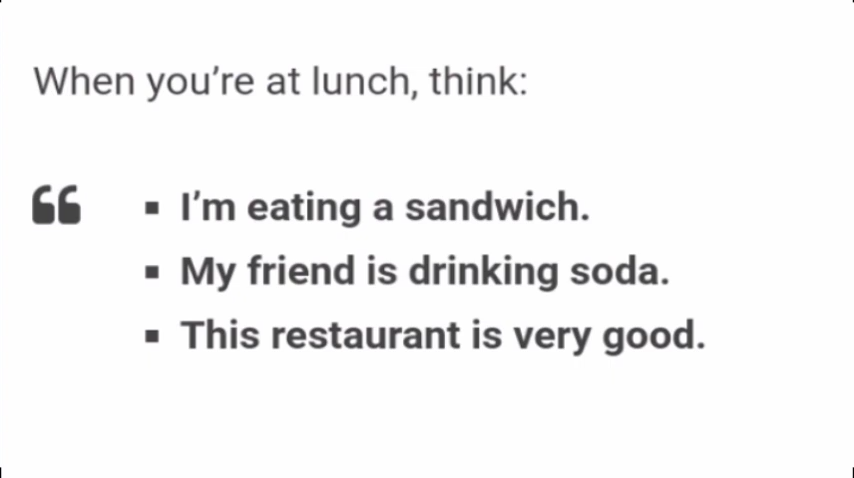 When you’re at lunch, think:
“
▪ I’m eating a sandwich.
▪ My friend is drinking soda.
▪ This restaurant is very good.